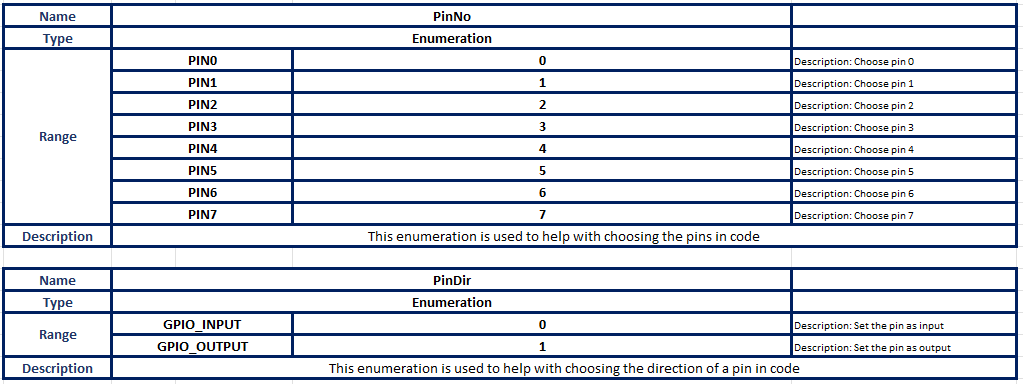 Name PinNo
Type Enumeration
PIN0 0 Description: Choose pin 0
PIN1 1 Description: Choose pin 1
PIN2 2 Description: Choose pin 2
Range PIN3 3 Description: Choose pin 3
PIN4 4 Description: Choose pin 4
PIN5 5 Description: Choose pin 5
PIN6 6 Description: Choose pin 6
PIN7 7 Description: Choose pin 7
Description This enumeration is used to help with choosing the pins in code
Name PinDir
Type Enumeration
Range GPIO_INPUT 0 Description: Set the pin as input
GPIO_OUTPUT 1 Description: Set the pin as output
Description This enumeration is used to help with choosing the direction of a pin in code